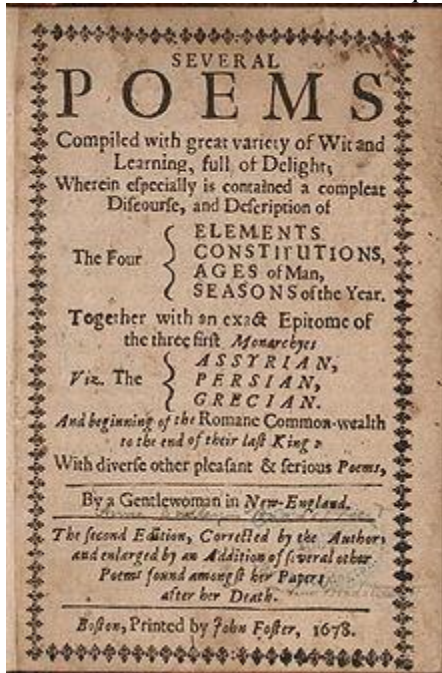 SEVERAL
POEMS
Compiled with great variety of Wit and
Learning, full of Delight;
Wherein eſpecially is contained a compleat
Diſcourſe, and Deſcription of
The Four { ELEMENTS
CONSTITUTIONS,
AGES of Man,
SEASONS of the Year.
Together with an exact Epitome of
the three firſt Monarchyes
Viz. The { ASSYRIAN,
PERSIAN,
GRECIAN.
And beginning of the Romane Common-wealth
to the end of their laſt King:
With diverſe other pleaſant & ſerious Poems,
By a Gentlewoman in New-England.
The ſecond Edition, Corrected by the Author,
and enlarged by an Addition of ſeveral other
Poems found amongſt her Papers
after her Death.
Boſton, Printed by John Foſter, 1678.